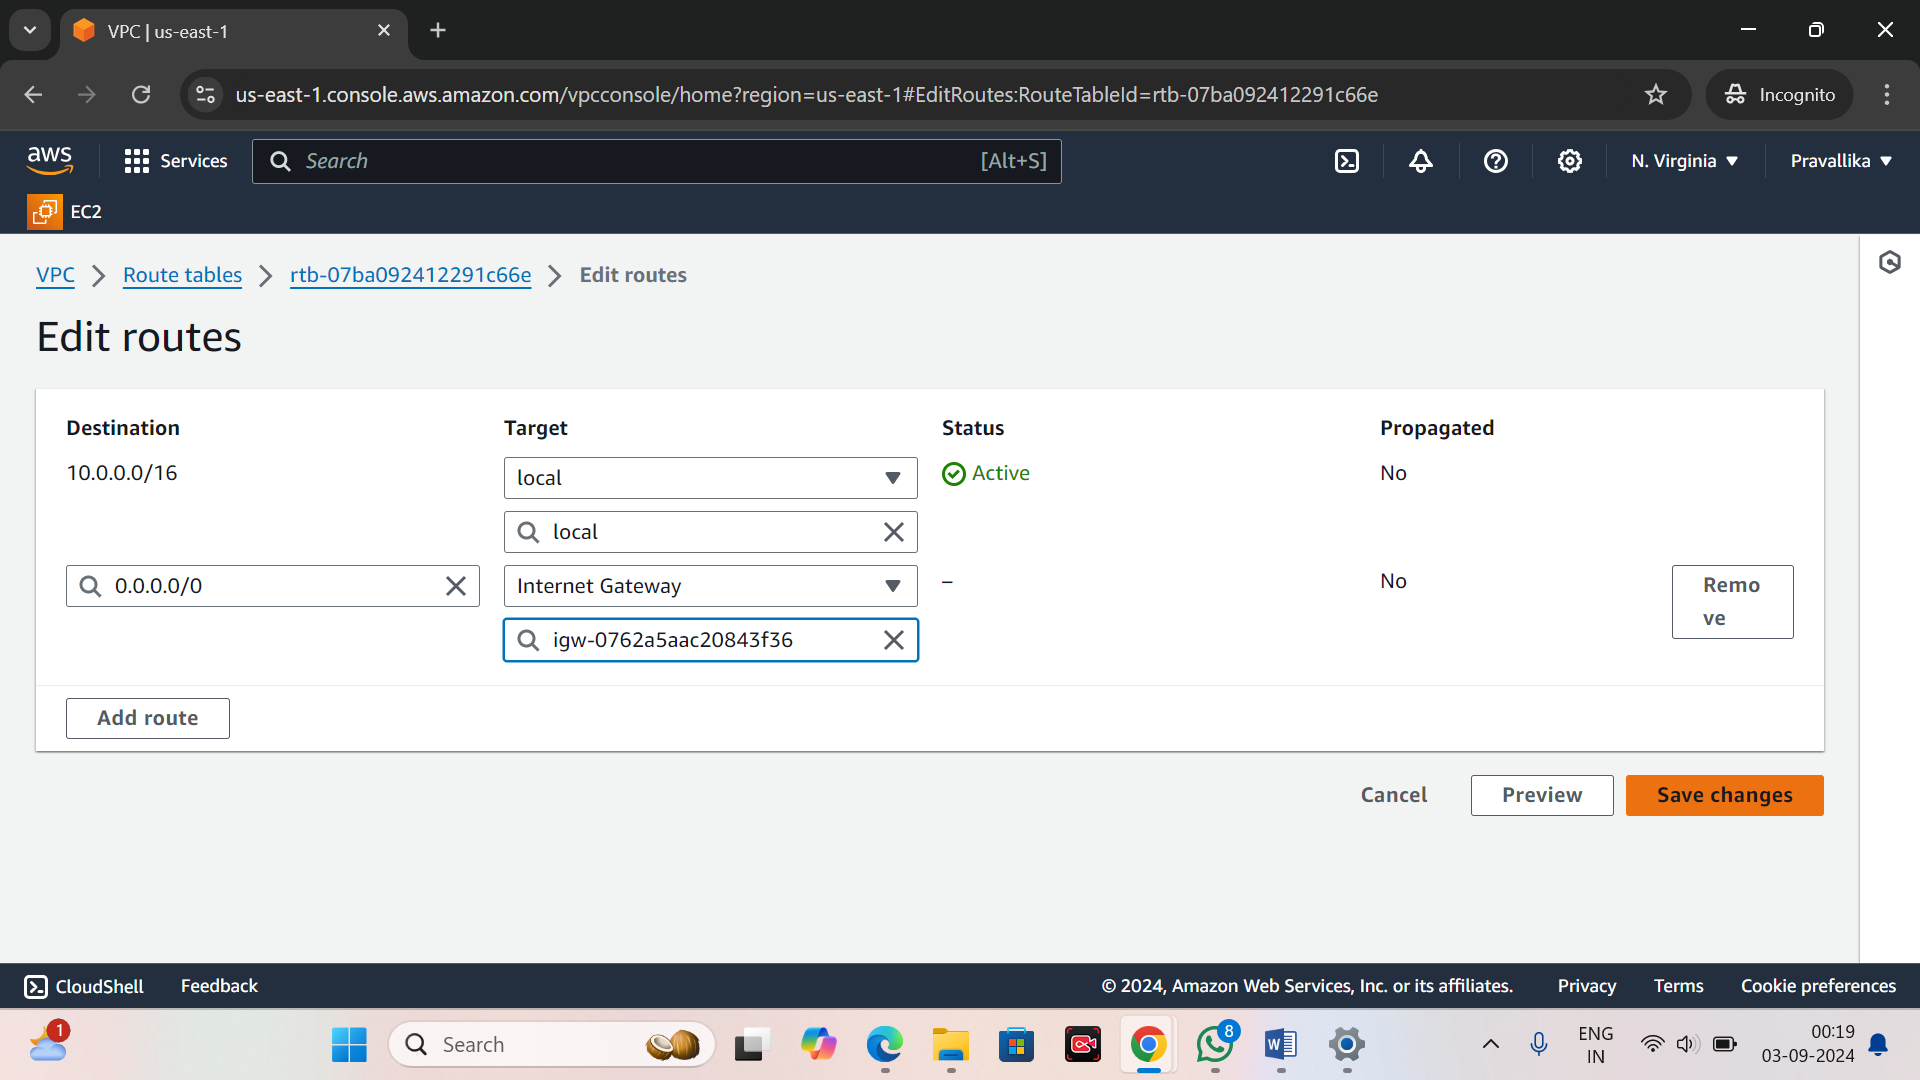 VPC | us-east-1
us-east-1.console.aws.amazon.com/vpcconsole/home?region=us-east-1#EditRoutes:RouteTableId=rtb-07ba092412291c66e
Incognito
aws
Services
Search
[Alt+S]
N. Virginia
Pravallika
EC2
VPC
Route tables
rtb-07ba092412291c66e
Edit routes
Edit routes
Destination
Target
Status
Propagated
10.0.0.0/16
local
Active
No
local
0.0.0.0/0
Internet Gateway
–
No
Remo
ve
igw-0762a5aac20843f36
Add route
Cancel
Preview
Save changes
CloudShell
Feedback
© 2024, Amazon Web Services, Inc. or its affiliates.
Privacy
Terms
Cookie preferences
1
Search
8
W
ENG
IN
00:19
03-09-2024